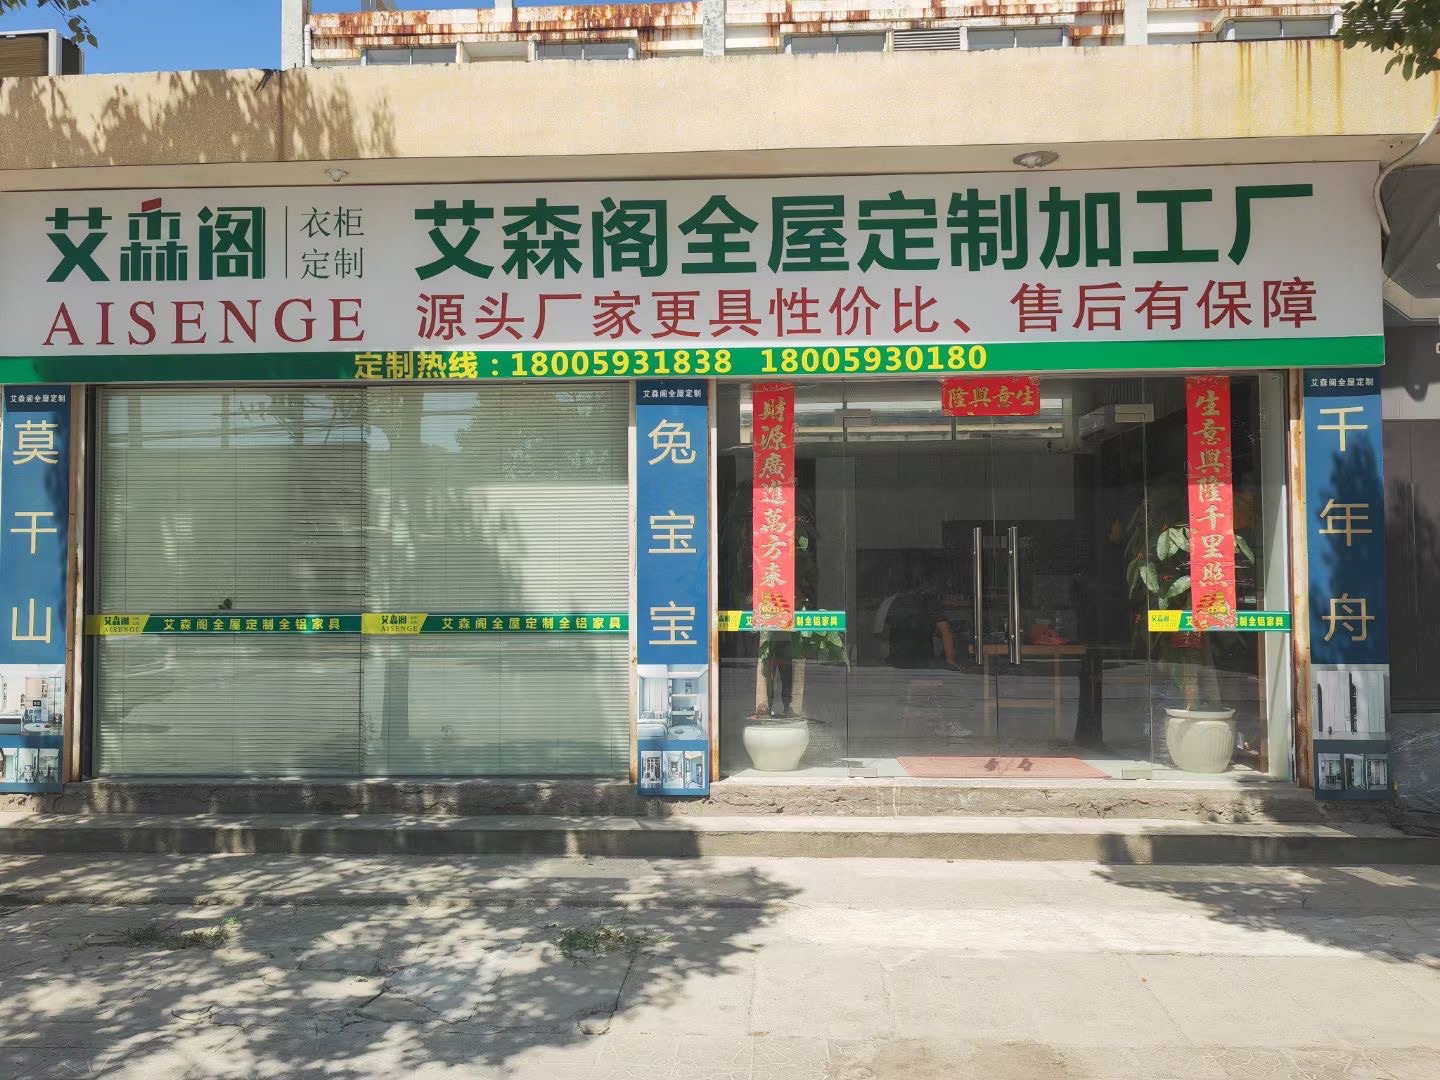 艾森阁 衣柜定制
AISENGE
艾森阁全屋定制加工厂
源头厂家更具性价比、售后有保障
定制热线：18005931838 18005930180
艾森阁全屋定制
莫干山
艾森阁全屋定制
兔宝宝
艾森阁全屋定制
千年舟
財源廣進萬方来
隆興意生
生意興隆千里照
艾森阁 AISENGE 艾森阁全屋定制全铝家具
艾森阁 AISENGE 艾森阁全屋定制全铝家具
制全铝家具
艾森阁
定制全铝家具